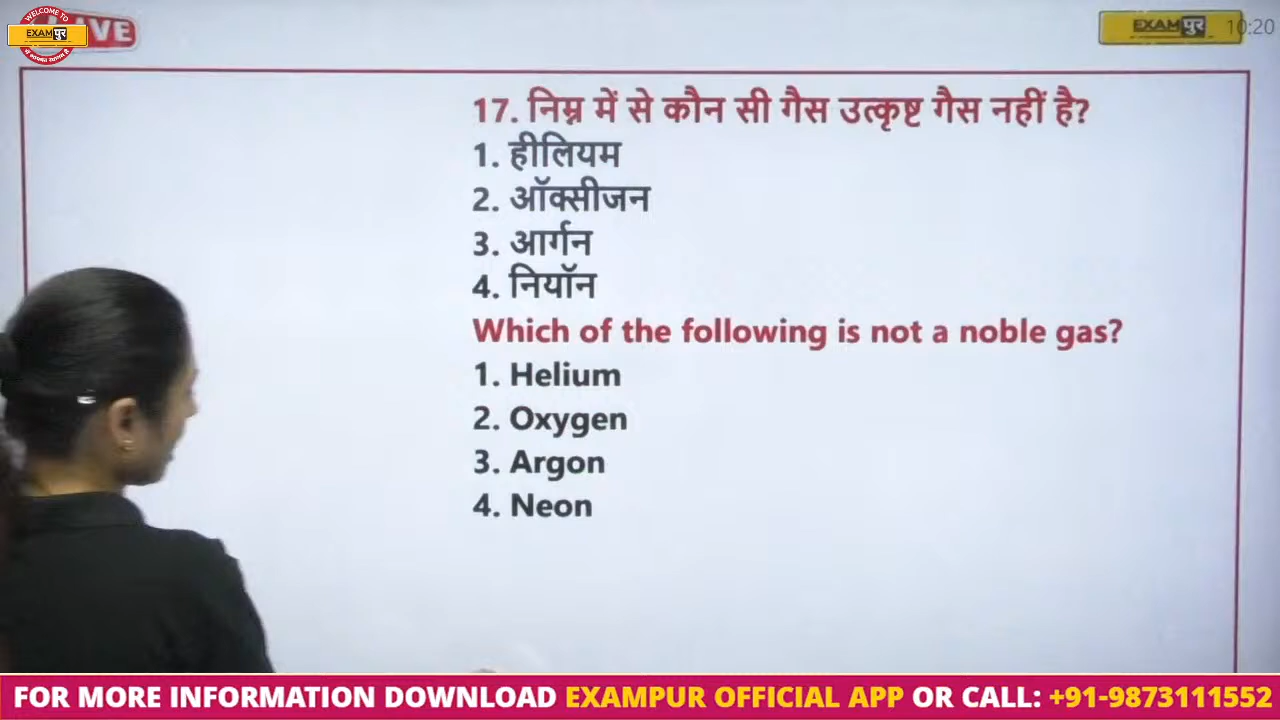 WELCOME TO
EXAMपुर
LIVE
EXAMपुर
10:20
17. निम्न में से कौन सी गैस उत्कृष्ट गैस नहीं है?
1. हीलियम
2. ऑक्सीजन
3. आर्गन
4. नियॉन
Which of the following is not a noble gas?
1. Helium
2. Oxygen
3. Argon
4. Neon
FOR MORE INFORMATION DOWNLOAD EXAMPUR OFFICIAL APP OR CALL: +91-9873111552